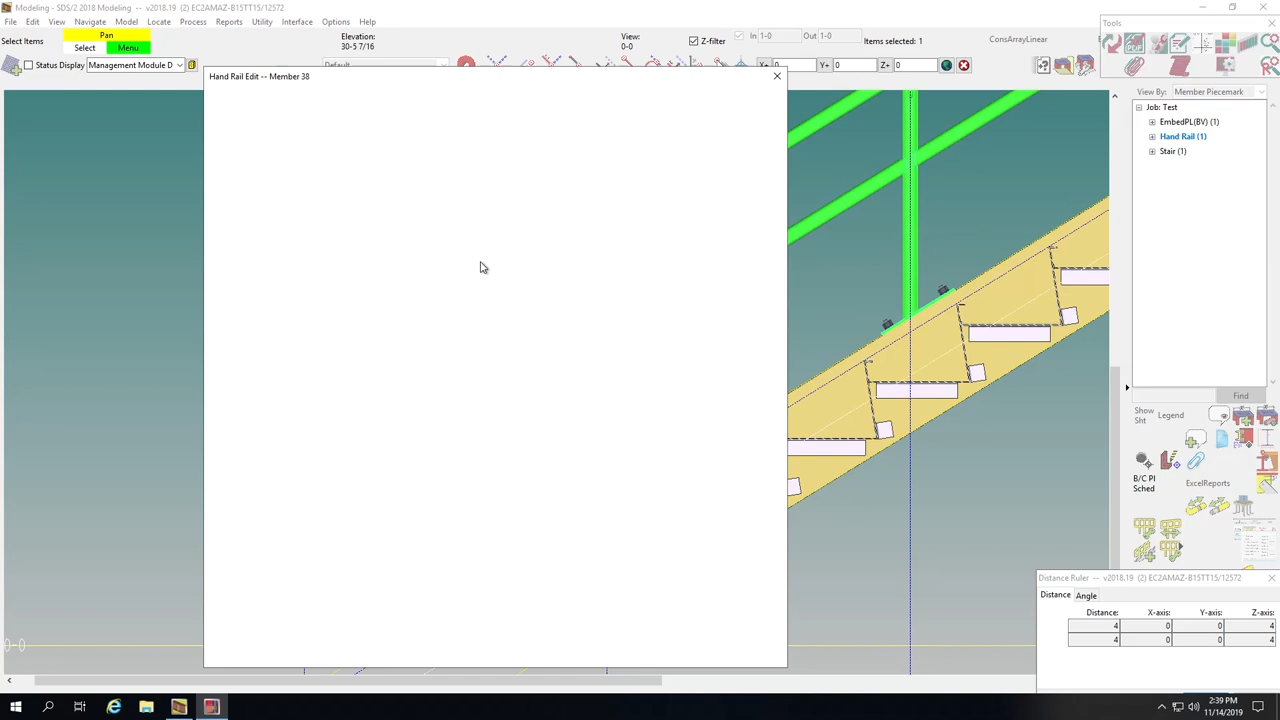 Modeling - SDS/2 2018 Modeling -- v2018.19 (2) EC2AMAZ-B15TT15/12572
File Edit View Navigate Model Locate Process Reports Utility Interface Options Help
Select Items
Pan
Select Menu
Elevation:
30-5 7/16
View:
0-0
Z-filter In 1-0 Out 1-0 Items selected: 1 ConsArrayLinear
Status Display Management Module D Default X+ 0 Y+ 0 Z+ 0
Hand Rail Edit -- Member 38
Tools
View By: Member Piecemark
Job: Test
EmbedPL(BV) (1)
Hand Rail (1)
Stair (1)
Find
Show
Sht
Legend
B/C Pl
Sched
ExcelReports
Distance Ruler -- v2018.19 (2) EC2AMAZ-B15TT15/12572
Distance Angle
Distance: X-axis: Y-axis: Z-axis:
4 0 0 4
4 0 0 4
0-0
2:39 PM
11/14/2019